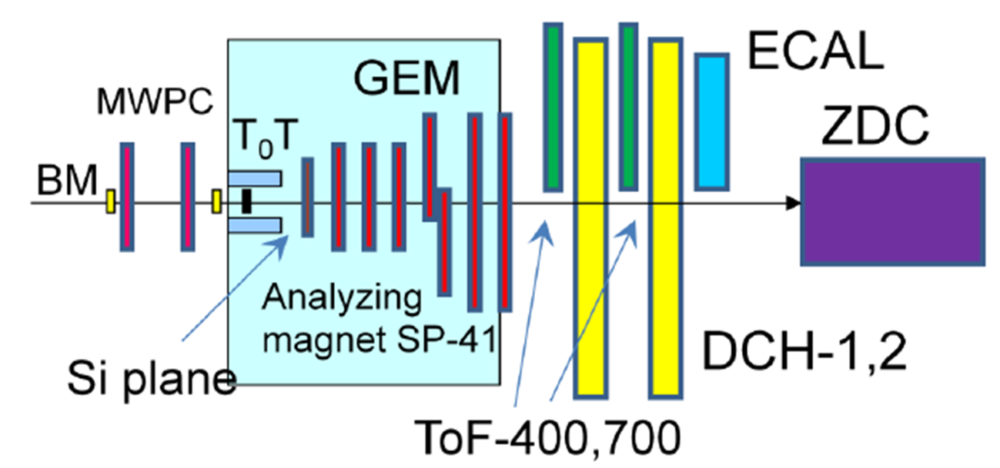 ECAL
GEM
MWPC
ZDC
T₀T
BM
Analyzing
magnet SP-41
DCH-1,2
Si plane
ToF-400,700